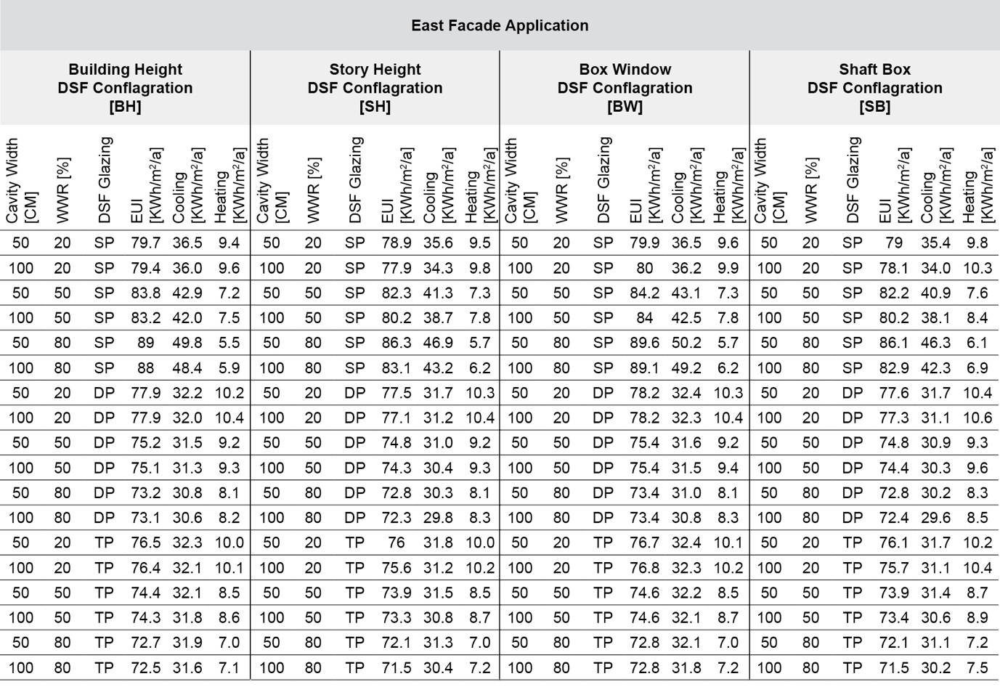 East Facade Application
Building Height DSF Conflagration [BH] Story Height DSF Conflagration [SH] Box Window DSF Conflagration [BW] Shaft Box DSF Conflagration [SB]
Cavity Width [CM] WWR [%] DSF Glazing EUI [KWh/m²/a] Cooling [KWh/m²/a] Heating [KWh/m²/a] Cavity Width [CM] WWR [%] DSF Glazing EUI [KWh/m²/a] Cooling [KWh/m²/a] Heating [KWh/m²/a] Cavity Width [CM] WWR [%] DSF Glazing EUI [KWh/m²/a] Cooling [KWh/m²/a] Heating [KWh/m²/a] Cavity Width [CM] WWR [%] DSF Glazing EUI [KWh/m²/a] Cooling [KWh/m²/a] Heating [KWh/m²/a]
50 20 SP 79.7 36.5 9.4 50 20 SP 78.9 35.6 9.5 50 20 SP 79.9 36.5 9.6 50 20 SP 79 35.4 9.8
100 20 SP 79.4 36.0 9.6 100 20 SP 77.9 34.3 9.8 100 20 SP 80 36.2 9.9 100 20 SP 78.1 34.0 10.3
50 50 SP 83.8 42.9 7.2 50 50 SP 82.3 41.3 7.3 50 50 SP 84.2 43.1 7.3 50 50 SP 82.2 40.9 7.6
100 50 SP 83.2 42.0 7.5 100 50 SP 80.2 38.7 7.8 100 50 SP 84 42.5 7.8 100 50 SP 80.2 38.1 8.4
50 80 SP 89 49.8 5.5 50 80 SP 86.3 46.9 5.7 50 80 SP 89.6 50.2 5.7 50 80 SP 86.1 46.3 6.1
100 80 SP 88 48.4 5.9 100 80 SP 83.1 43.2 6.2 100 80 SP 89.1 49.2 6.2 100 80 SP 82.9 42.3 6.9
50 20 DP 77.9 32.2 10.2 50 20 DP 77.5 31.7 10.3 50 20 DP 78.2 32.4 10.3 50 20 DP 77.6 31.7 10.4
100 20 DP 77.9 32.0 10.4 100 20 DP 77.1 31.2 10.4 100 20 DP 78.2 32.3 10.4 100 20 DP 77.3 31.1 10.6
50 50 DP 75.2 31.5 9.2 50 50 DP 74.8 31.0 9.2 50 50 DP 75.4 31.6 9.2 50 50 DP 74.8 30.9 9.3
100 50 DP 75.1 31.3 9.3 100 50 DP 74.3 30.4 9.3 100 50 DP 75.4 31.5 9.4 100 50 DP 74.4 30.3 9.6
50 80 DP 73.2 30.8 8.1 50 80 DP 72.8 30.3 8.1 50 80 DP 73.4 31.0 8.1 50 80 DP 72.8 30.2 8.3
100 80 DP 73.1 30.6 8.2 100 80 DP 72.3 29.8 8.3 100 80 DP 73.4 30.8 8.3 100 80 DP 72.4 29.6 8.5
50 20 TP 76.5 32.3 10.0 50 20 TP 76 31.8 10.0 50 20 TP 76.7 32.4 10.1 50 20 TP 76.1 31.7 10.2
100 20 TP 76.4 32.1 10.1 100 20 TP 75.6 31.2 10.2 100 20 TP 76.8 32.3 10.2 100 20 TP 75.7 31.1 10.4
50 50 TP 74.4 32.1 8.5 50 50 TP 73.9 31.5 8.5 50 50 TP 74.6 32.2 8.5 50 50 TP 73.9 31.4 8.7
100 50 TP 74.3 31.8 8.6 100 50 TP 73.3 30.8 8.7 100 50 TP 74.6 32.1 8.7 100 50 TP 73.4 30.6 8.9
50 80 TP 72.7 31.9 7.0 50 80 TP 72.1 31.3 7.0 50 80 TP 72.8 32.1 7.0 50 80 TP 72.1 31.1 7.2
100 80 TP 72.5 31.6 7.1 100 80 TP 71.5 30.4 7.2 100 80 TP 72.8 31.8 7.2 100 80 TP 71.5 30.2 7.5